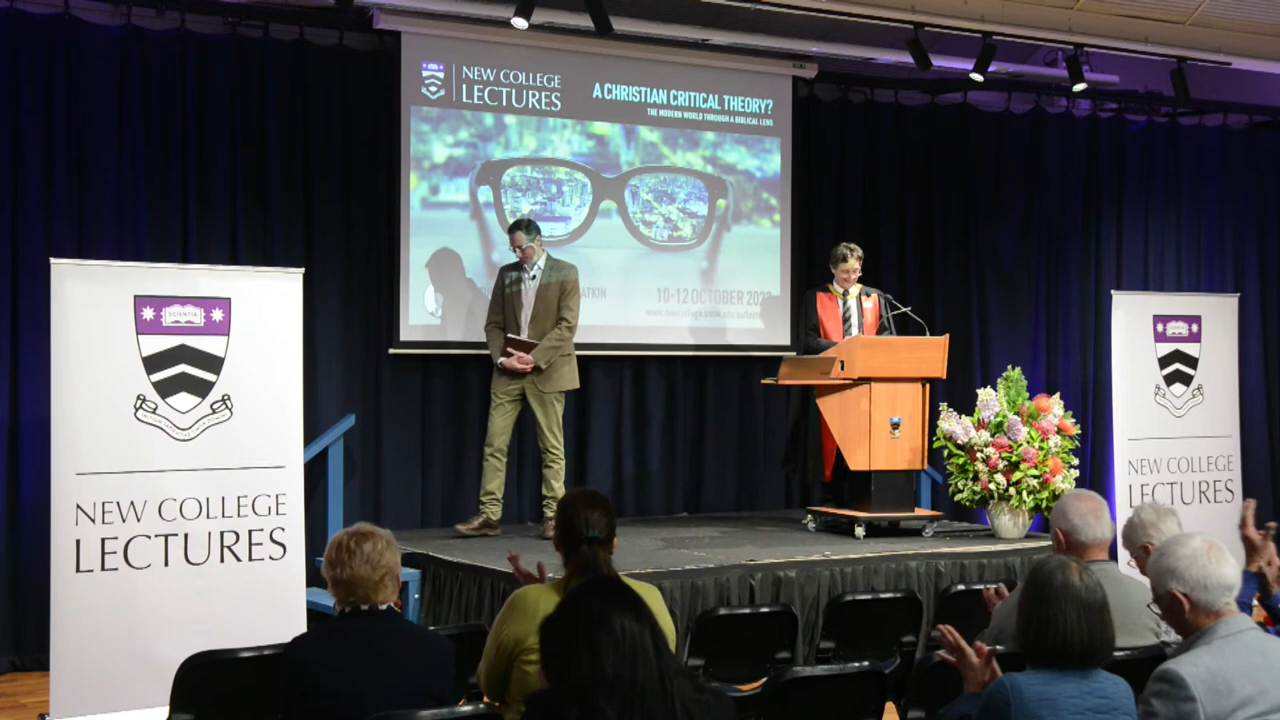 NEW COLLEGE
LECTURES
A CHRISTIAN CRITICAL THEORY?
THE MODERN WORLD THROUGH A BIBLICAL LENS
ATKIN
10-12 OCTOBER 202
SCIENTIA
NEW COLLEGE
LECTURES
NEW COLLEGE
LECTURES